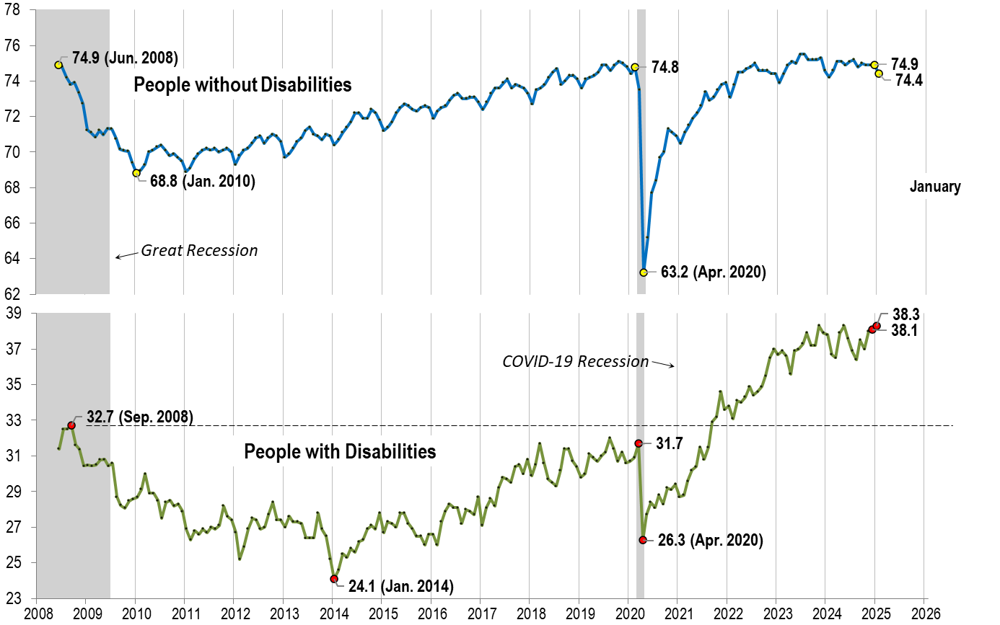 78
76
74
72
70
68
66
64
62
74.9 (Jun. 2008)
People without Disabilities
74.8
74.9
74.4
68.8 (Jan. 2010)
January
Great Recession
63.2 (Apr. 2020)
39
37
35
33
31
29
27
25
23
38.3
38.1
COVID-19 Recession
32.7 (Sep. 2008)
People with Disabilities
31.7
26.3 (Apr. 2020)
24.1 (Jan. 2014)
2008 2009 2010 2011 2012 2013 2014 2015 2016 2017 2018 2019 2020 2021 2022 2023 2024 2025 2026